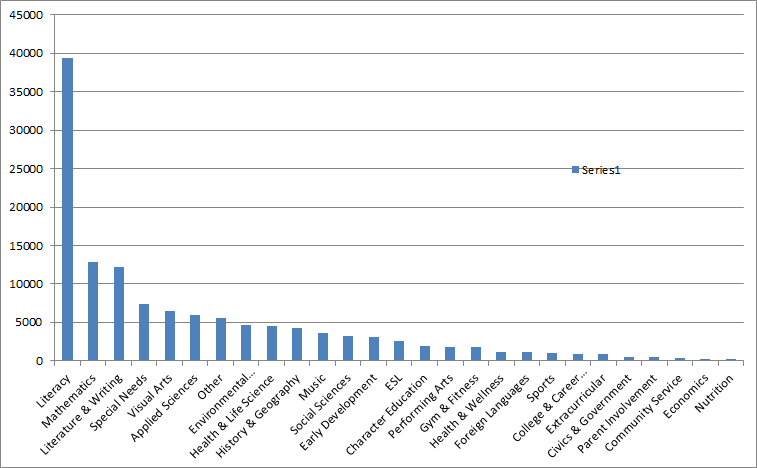 45000
40000
35000
30000
25000
20000
15000
10000
5000
0
Series1
Literacy
Mathematics
Literature & Writing
Special Needs
Visual Arts
Applied Sciences
Other
Environmental...
Health & Life Science
History & Geography
Music
Social Sciences
Early Development
ESL
Character Education
Performing Arts
Gym & Fitness
Health & Wellness
Foreign Languages
Sports
College & Career...
Extracurricular
Civics & Government
Parent Involvement
Community Service
Economics
Nutrition